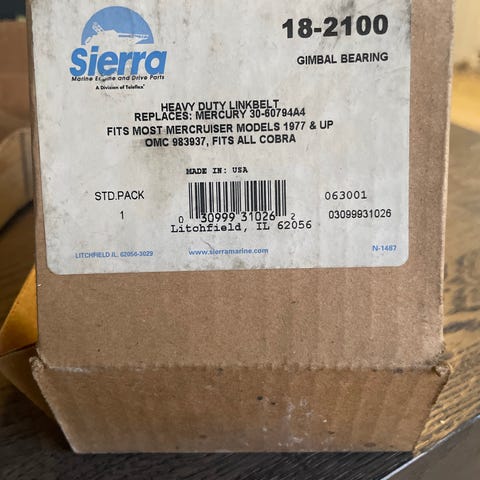 Sierra
Marine Engine and Drive Parts
A Division of Teleflex
18-2100
GIMBAL BEARING
HEAVY DUTY LINKBELT
REPLACES: MERCURY 30-60794A4
FITS MOST MERCRUISER MODELS 1977 & UP
OMC 983937, FITS ALL COBRA
MADE IN: USA
STD.PACK
1
0 30999 31026 2
Litchfield, IL 62056
063001
03099931026
LITCHFIELD IL. 62056-3029
www.sierramarine.com
N-1487